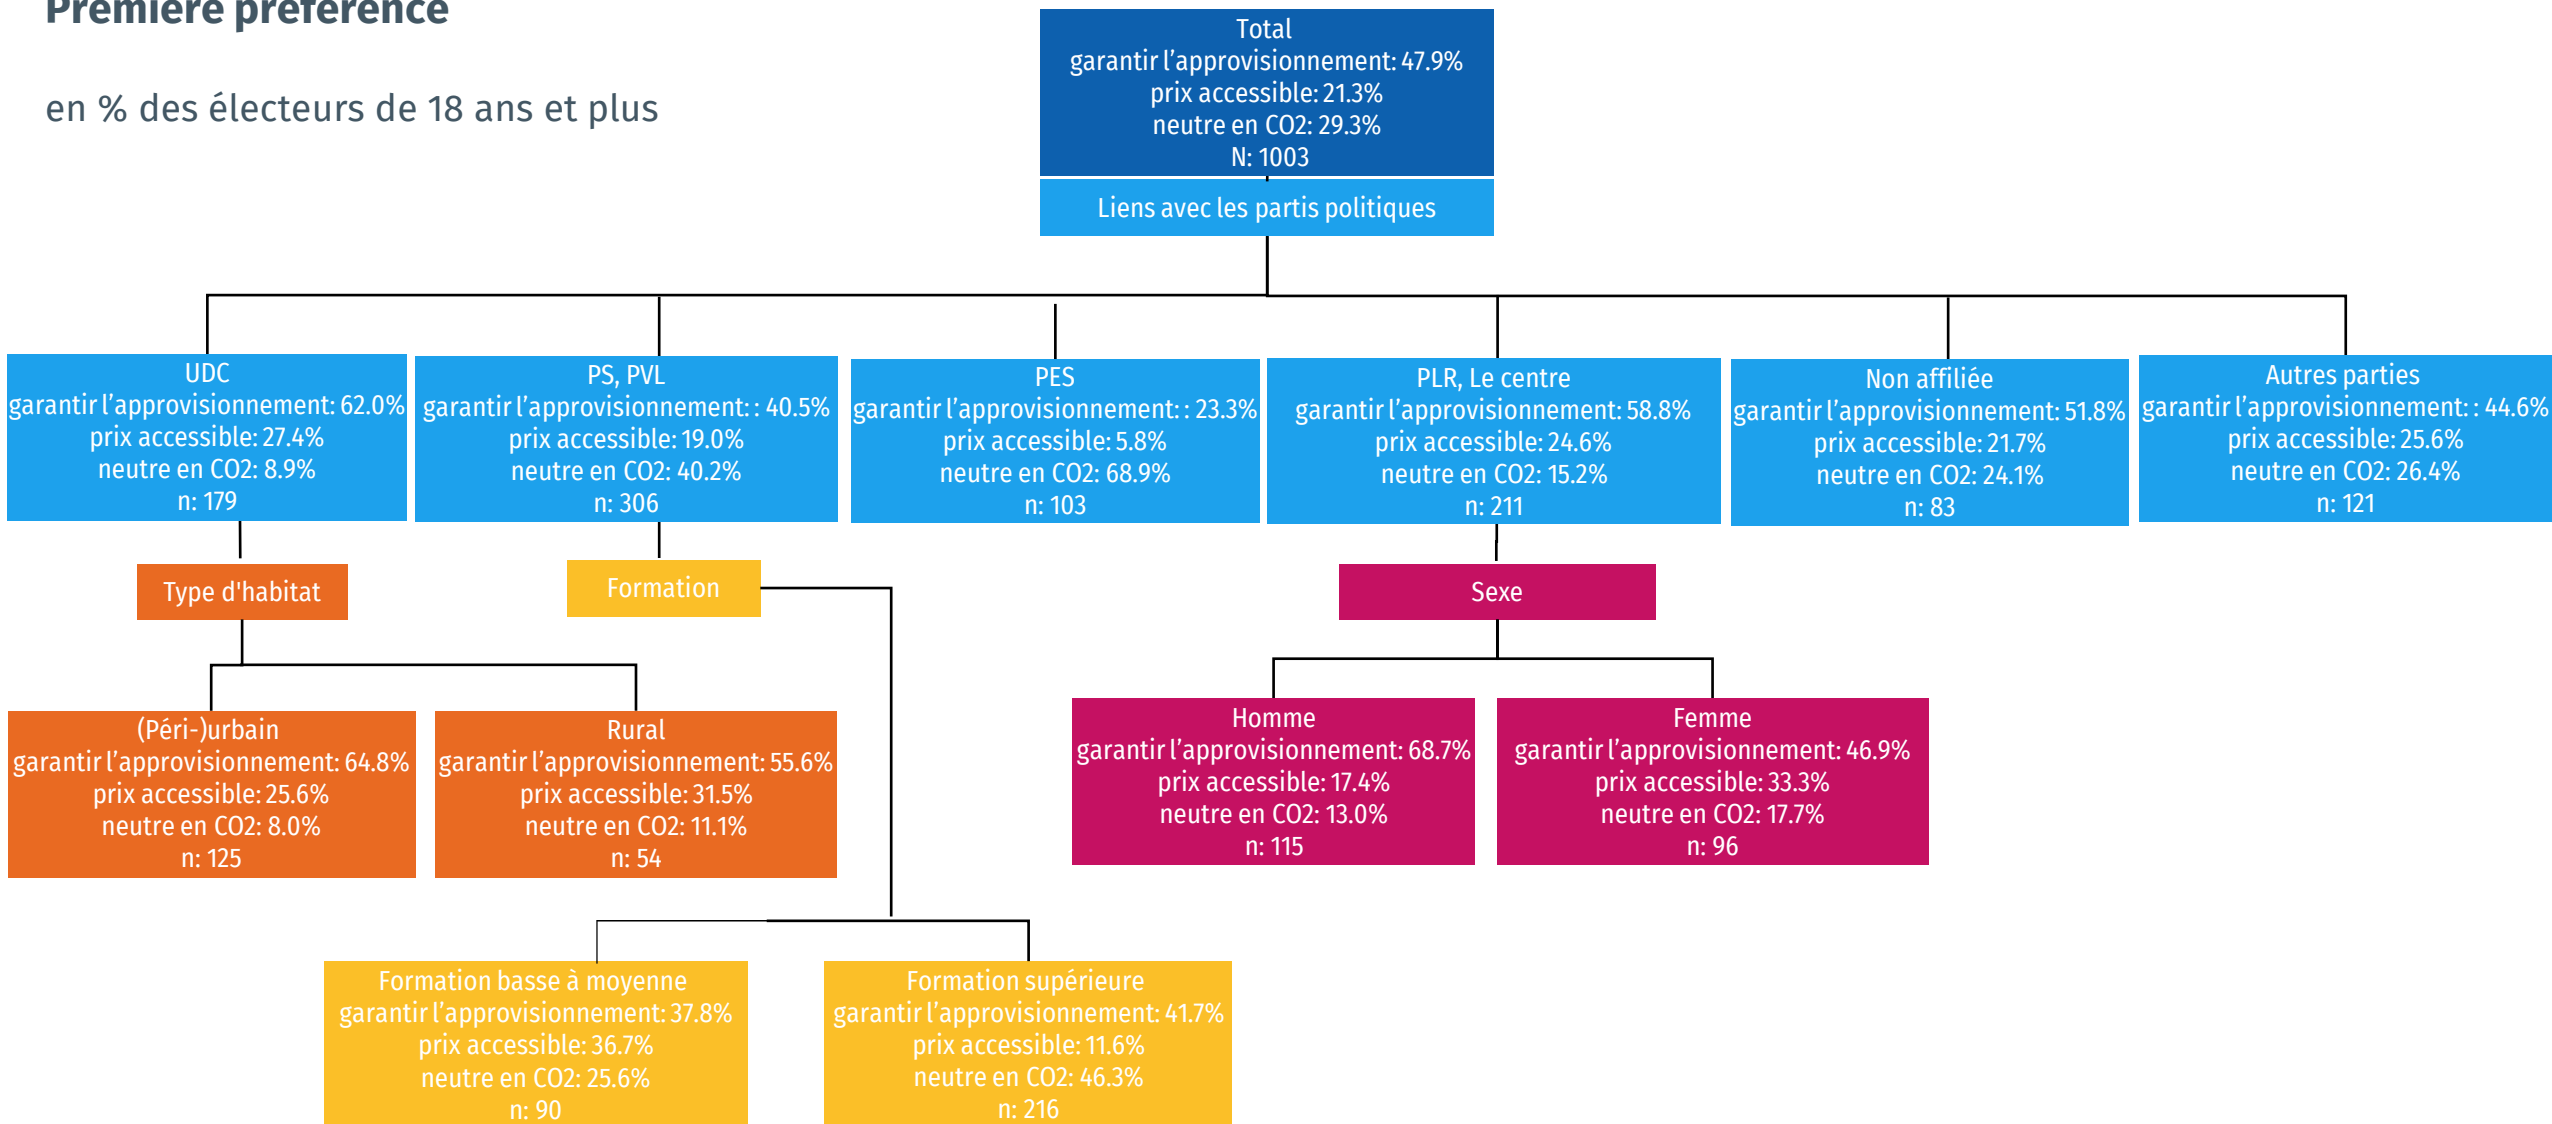 Première préférence
en % des électeurs de 18 ans et plus
Total
garantir l'approvisionnement: 47.9%
prix accessible: 21.3%
neutre en CO2: 29.3%
N: 1003
Liens avec les partis politiques
UDC
garantir l'approvisionnement: 62.0%
prix accessible: 27.4%
neutre en CO2: 8.9%
n: 179
PS, PVL
garantir l'approvisionnement: : 40.5%
prix accessible: 19.0%
neutre en CO2: 40.2%
n: 306
PES
garantir l'approvisionnement: : 23.3%
prix accessible: 5.8%
neutre en CO2: 68.9%
n: 103
PLR, Le centre
garantir l'approvisionnement: 58.8%
prix accessible: 24.6%
neutre en CO2: 15.2%
n: 211
Non affiliée
garantir l'approvisionnement: 51.8%
prix accessible: 21.7%
neutre en CO2: 24.1%
n: 83
Autres parties
garantir l'approvisionnement: : 44.6%
prix accessible: 25.6%
neutre en CO2: 26.4%
n: 121
Type d'habitat
Formation
Sexe
(Péri-)urbain
garantir l'approvisionnement: 64.8%
prix accessible: 25.6%
neutre en CO2: 8.0%
n: 125
Rural
garantir l'approvisionnement: 55.6%
prix accessible: 31.5%
neutre en CO2: 11.1%
n: 54
Homme
garantir l'approvisionnement: 68.7%
prix accessible: 17.4%
neutre en CO2: 13.0%
n: 115
Femme
garantir l'approvisionnement: 46.9%
prix accessible: 33.3%
neutre en CO2: 17.7%
n: 96
Formation basse à moyenne
garantir l'approvisionnement: 37.8%
prix accessible: 36.7%
neutre en CO2: 25.6%
n: 90
Formation supérieure
garantir l'approvisionnement: 41.7%
prix accessible: 11.6%
neutre en CO2: 46.3%
n: 216